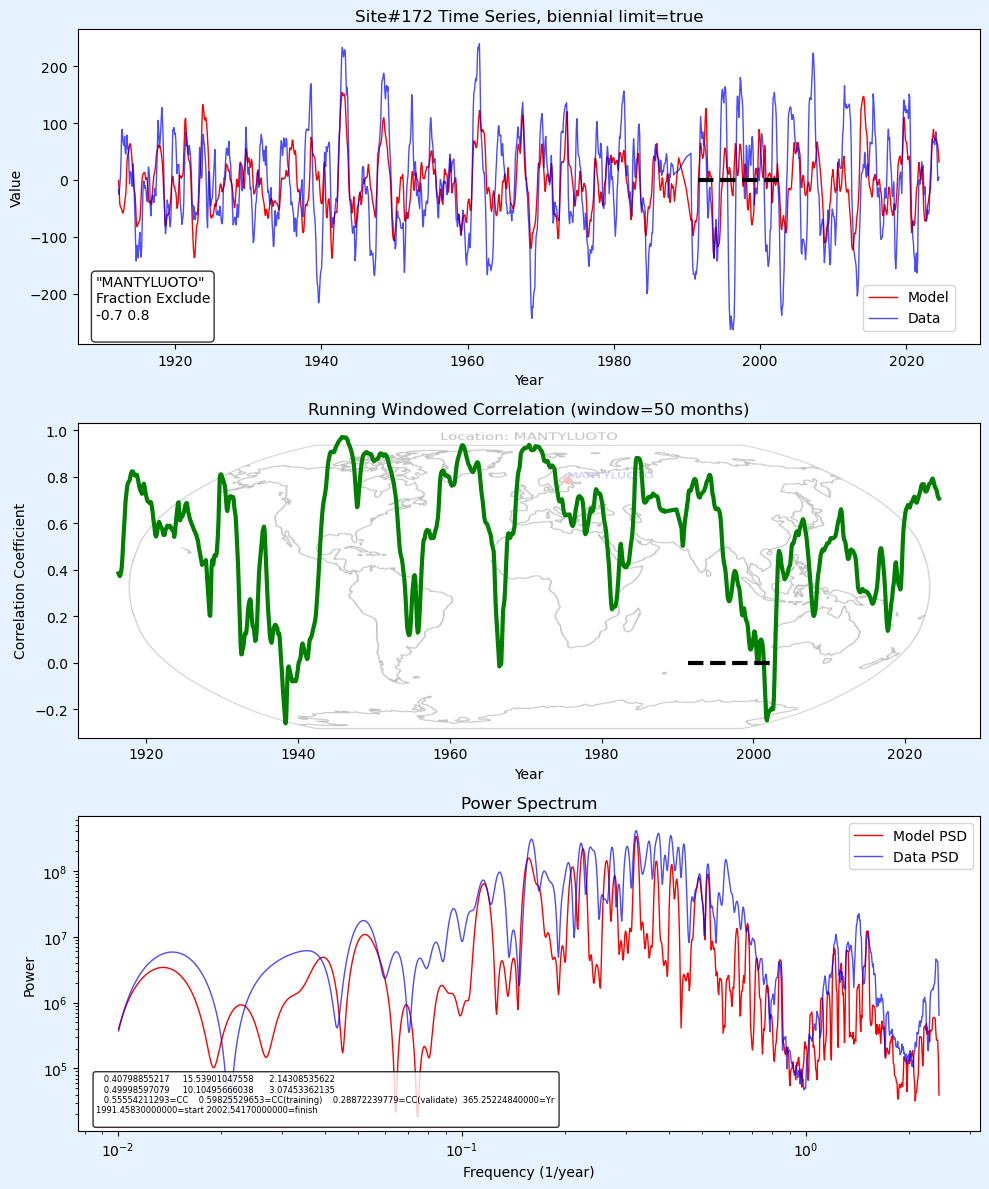 Site#172 Time Series, biennial limit=true
Value
200
100
0
−100
−200
"MANTYLUOTO"
Fraction Exclude
-0.7 0.8
Model
Data
1920
1940
1960
1980
2000
2020
Year
Running Windowed Correlation (window=50 months)
Location: MANTYLUOTO
MANTYLUOTO
Correlation Coefficient
1.0
0.8
0.6
0.4
0.2
0.0
−0.2
1920
1940
1960
1980
2000
2020
Year
Power Spectrum
Model PSD
Data PSD
Power
10^8
10^7
10^6
10^5
0.40798855217 15.53901047558 2.14308535622
0.49998597079 10.10495666038 3.07453362135
0.55554211293=CC 0.59825529653=CC(training) 0.28872239779=CC(validate) 365.25224840000=Yr
1991.45830000000=start 2002.54170000000=finish
10^−2
10^−1
10^0
Frequency (1/year)